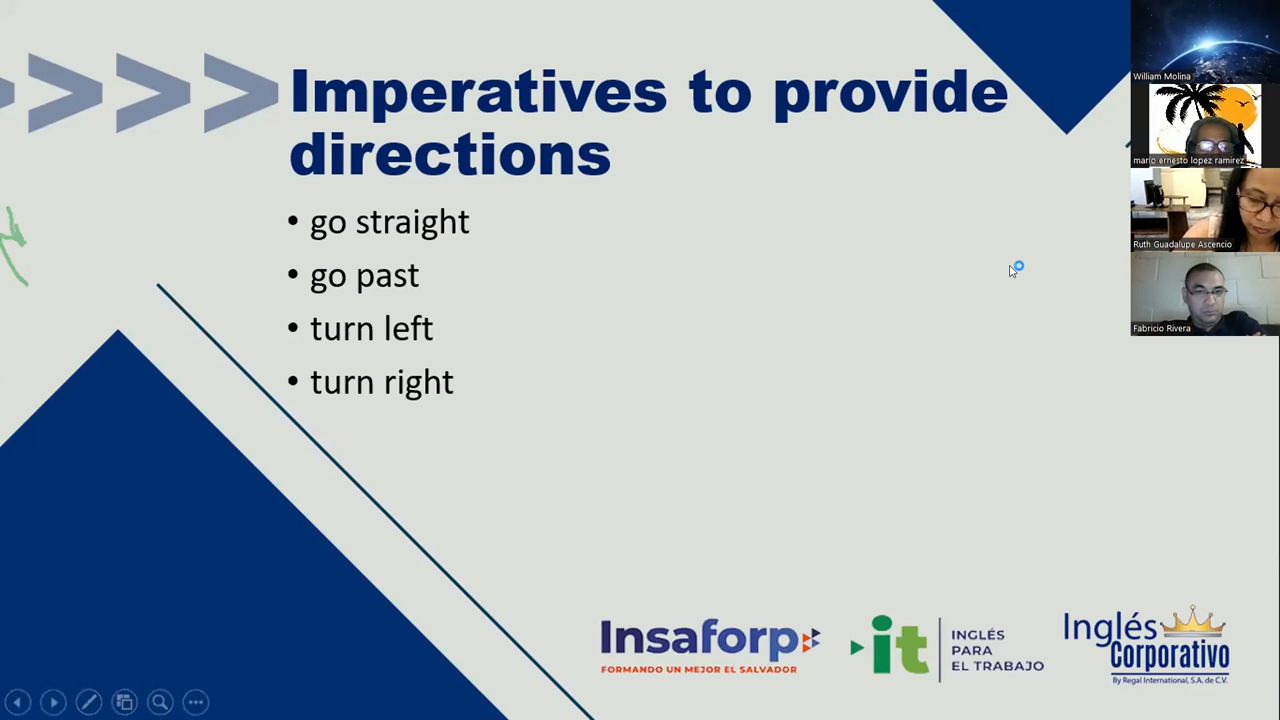 Imperatives to provide
directions
• go straight
• go past
• turn left
• turn right
Insaforp
FORMANDO UN MEJOR EL SALVADOR
it
INGLÉS
PARA
EL TRABAJO
Inglés
Corporativo
By Regal International, S.A. de C.V.
William Molina
mario ernesto lopez ramirez
Ruth Guadalupe Ascencio
Fabricio Rivera